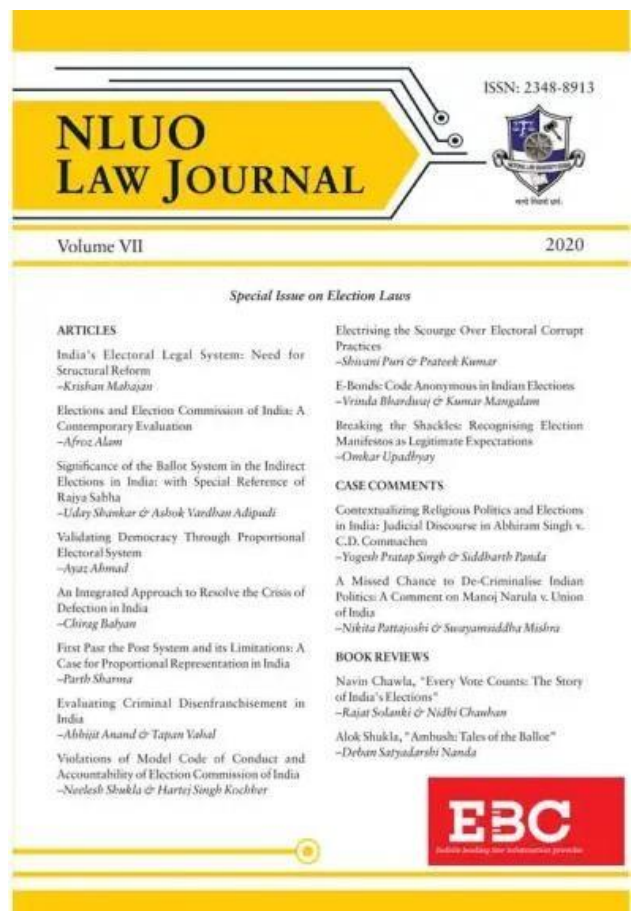 ISSN: 2348-8913
NLUO
LAW JOURNAL
NATIONAL LAW UNIVERSITY ODISHA
Volume VII
2020
Special Issue on Election Laws
ARTICLES
India's Electoral Legal System: Need for
Structural Reform
–Krishan Mahajan
Elections and Election Commission of India: A
Contemporary Evaluation
–Afroz Alam
Significance of the Ballot System in the Indirect
Elections in India: with Special Reference of
Rajya Sabha
–Uday Shankar & Ashok Vardhan Adipudi
Validating Democracy Through Proportional
Electoral System
–Ayaz Ahmad
An Integrated Approach to Resolve the Crisis of
Defection in India
–Chirag Balyan
First Past the Post System and its Limitations: A
Case for Proportional Representation in India
–Parth Sharma
Evaluating Criminal Disenfranchisement in
India
–Abhijit Anand & Tapan Vahal
Violations of Model Code of Conduct and
Accountability of Election Commission of India
–Neelesh Shukla & Hartej Singh Kochher
Electrising the Scourge Over Electoral Corrupt
Practices
–Shivani Puri & Prateek Kumar
E-Bonds: Code Anonymous in Indian Elections
–Vrinda Bhardwaj & Kumar Mangalam
Breaking the Shackles: Recognising Election
Manifestos as Legitimate Expectations
–Omkar Upadhyay
CASE COMMENTS
Contextualizing Religious Politics and Elections
in India: Judicial Discourse in Abhiram Singh v.
C.D. Commachen
–Yogesh Pratap Singh & Siddharth Panda
A Missed Chance to De-Criminalise Indian
Politics: A Comment on Manoj Narula v. Union
of India
–Nikita Pattajoshi & Swayamsiddha Mishra
BOOK REVIEWS
Navin Chawla, "Every Vote Counts: The Story
of India's Elections"
–Rajat Solanki & Nidhi Chauhan
Alok Shukla, "Ambush: Tales of the Ballot"
–Deban Satyadarshi Nanda
EBC
India's leading law information provider